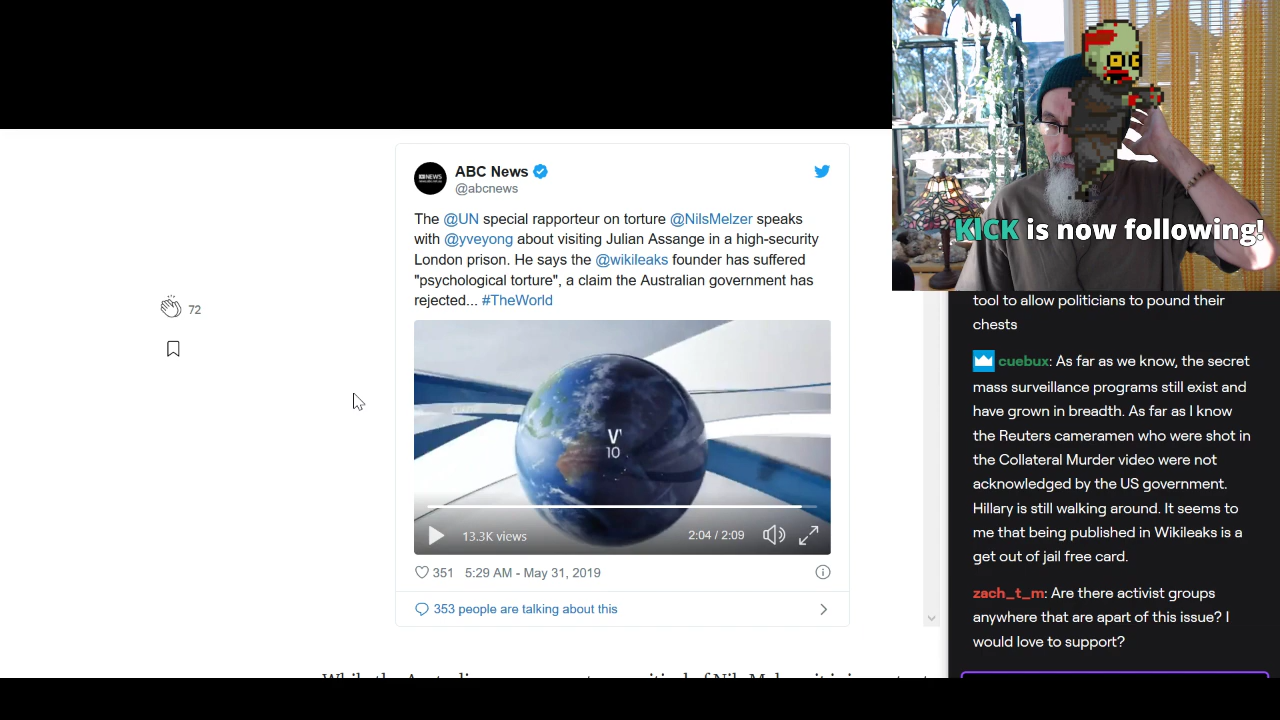 ABC News
@abcnews
The @UN special rapporteur on torture @NilsMelzer speaks
with @yveyong about visiting Julian Assange in a high-security
London prison. He says the @wikileaks founder has suffered
"psychological torture", a claim the Australian government has
rejected... #TheWorld
72
V'
10
13.3K views
2:04 / 2:09
351 5:29 AM - May 31, 2019
353 people are talking about this
KICK is now following!
tool to allow politicians to pound their
chests
cuebux: As far as we know, the secret
mass surveillance programs still exist and
have grown in breadth. As far as I know
the Reuters cameramen who were shot in
the Collateral Murder video were not
acknowledged by the US government.
Hillary is still walking around. It seems to
me that being published in Wikileaks is a
get out of jail free card.
zach_t_m: Are there activist groups
anywhere that are apart of this issue? I
would love to support?